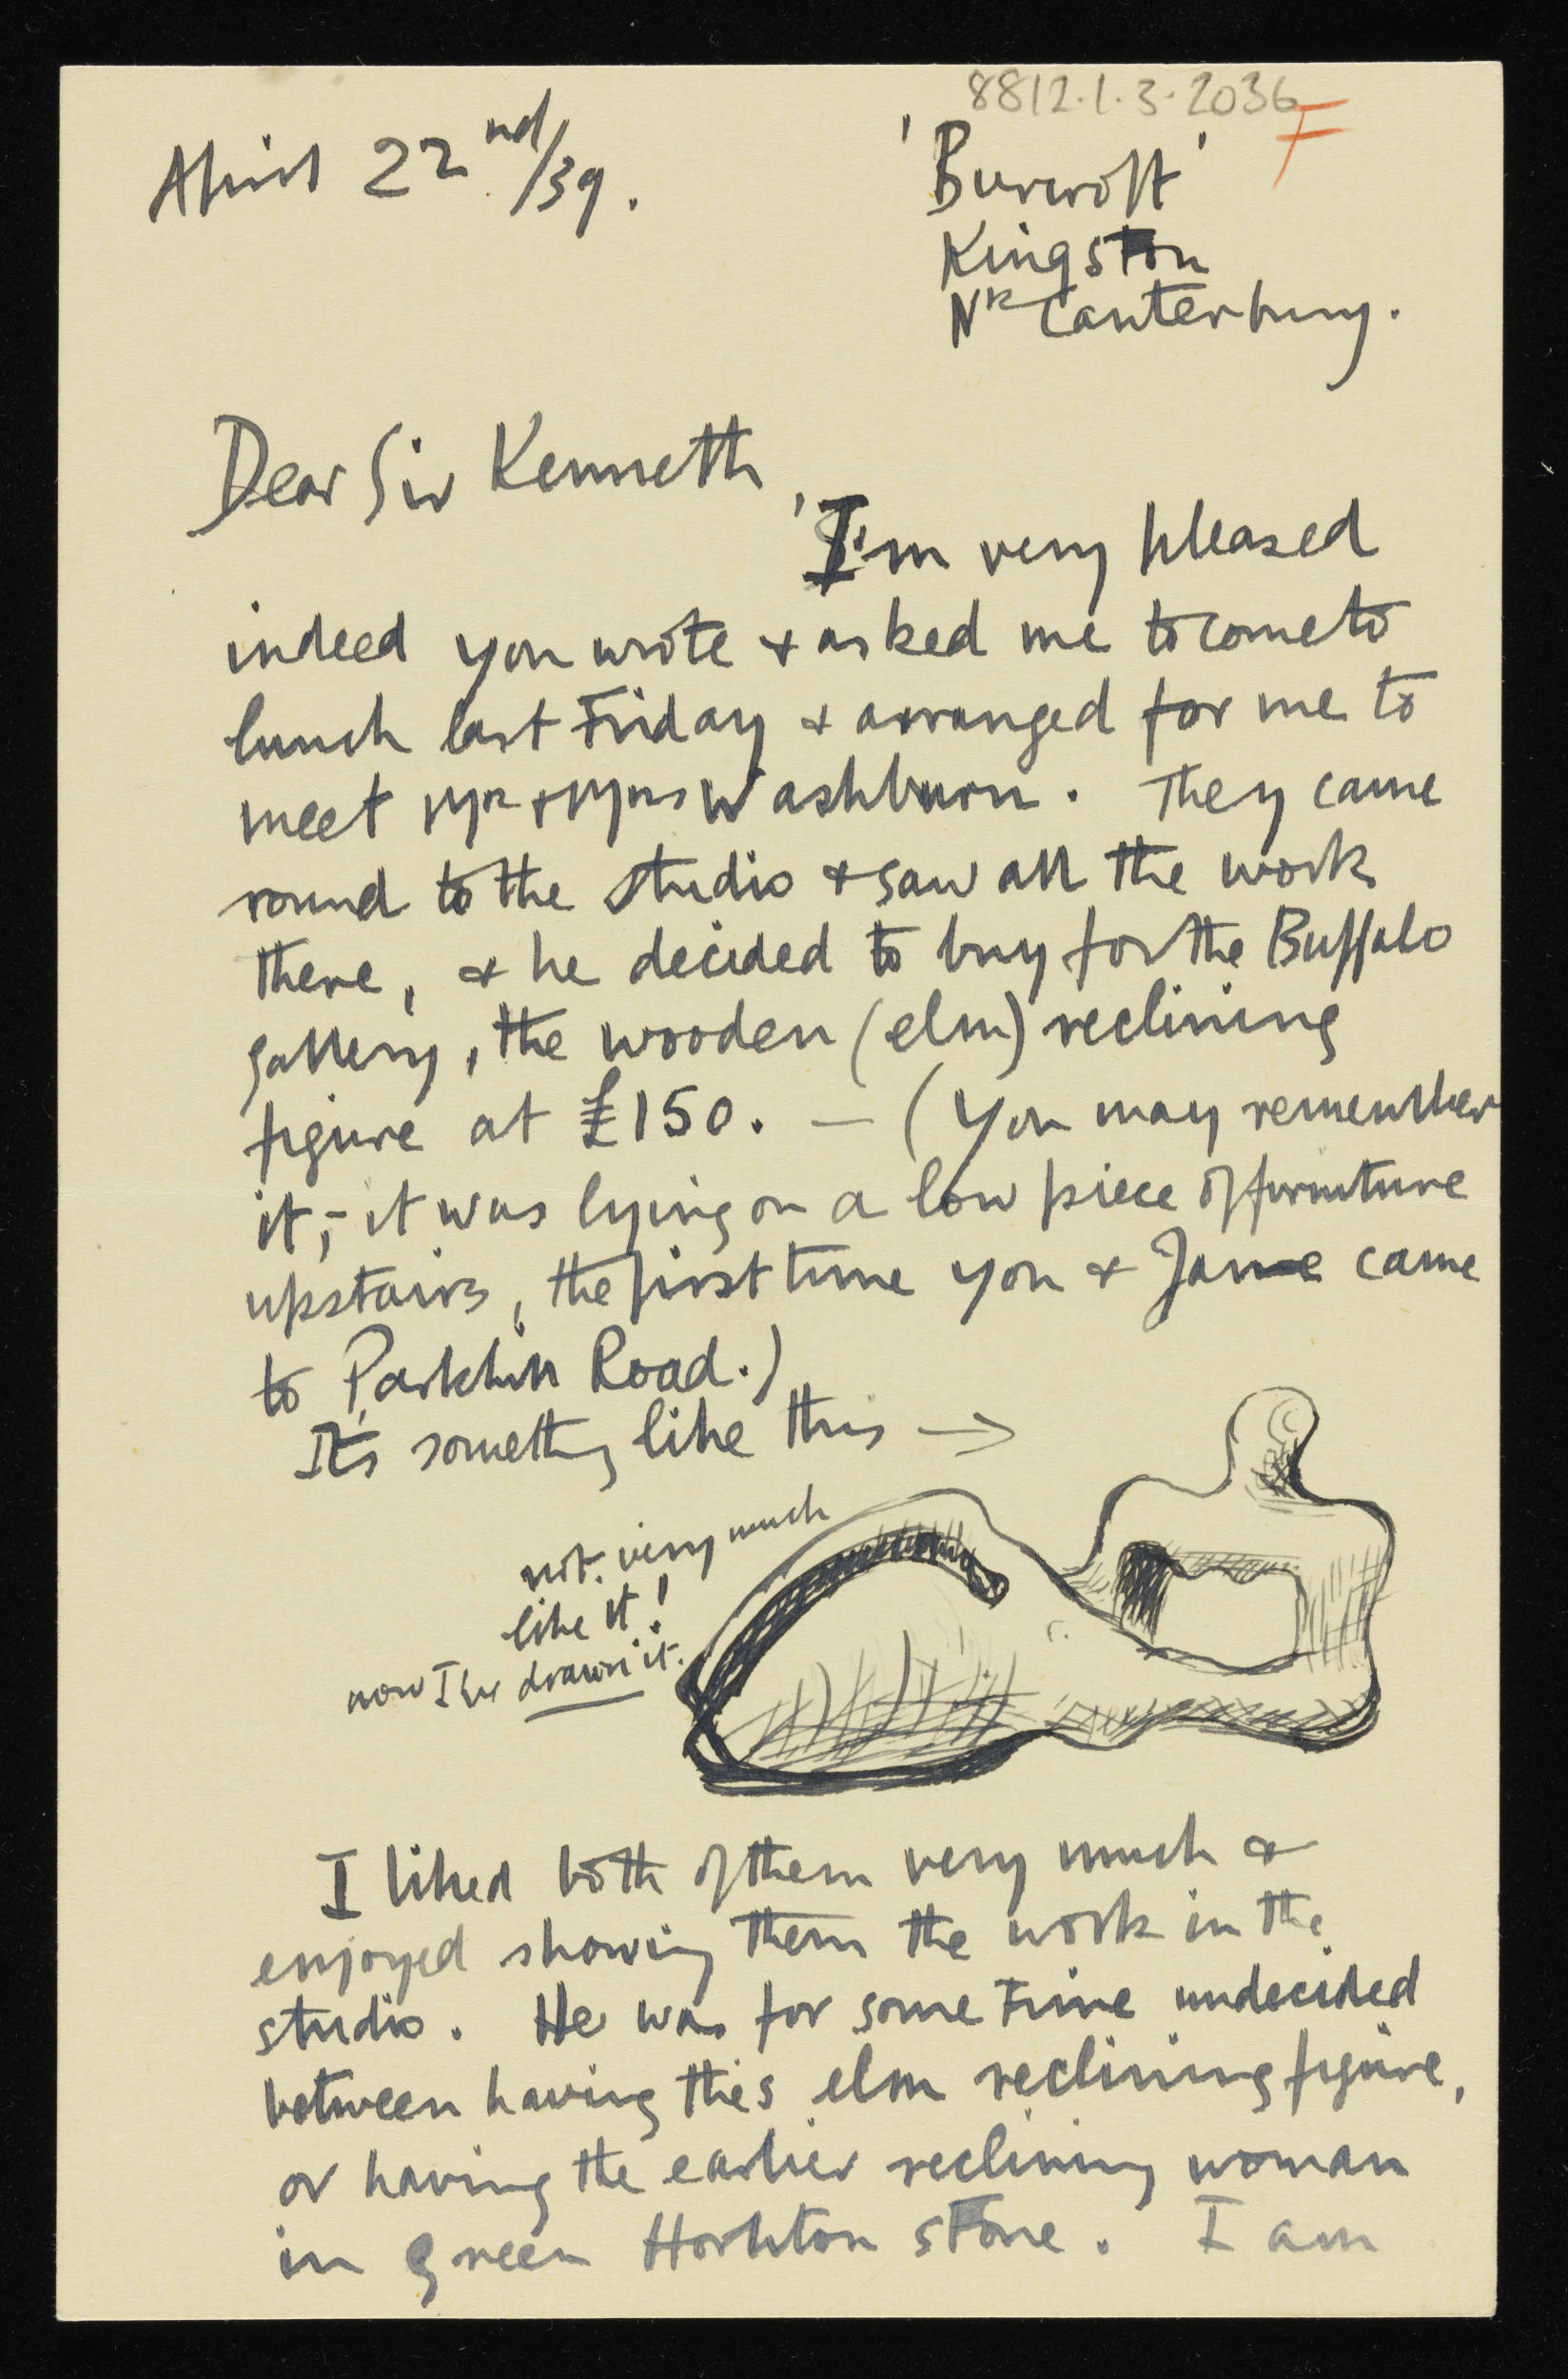 8812.1.3.2036
F
April 22nd/39.
'Burcroft'
Kingston
Nr Canterbury.
Dear Sir Kenneth,
I'm very pleased
indeed you wrote & asked me to come to
lunch last Friday & arranged for me to
meet Mr & Mrs Washburn. They came
round to the studio & saw all the work
there, & he decided to buy for the Buffalo
gallery, the wooden (elm) reclining
figure at £150. — (You may remember
it, - it was lying on a low piece of furniture
upstairs, the first time you & Jane came
to Parkhill Road.)
It's something like this →
not very much
like it!
now I've drawn it.
I liked both of them very much &
enjoyed showing them the work in the
studio. He was for some time undecided
between having this elm reclining figure,
or having the earlier reclining woman
in green Hornton stone. I am